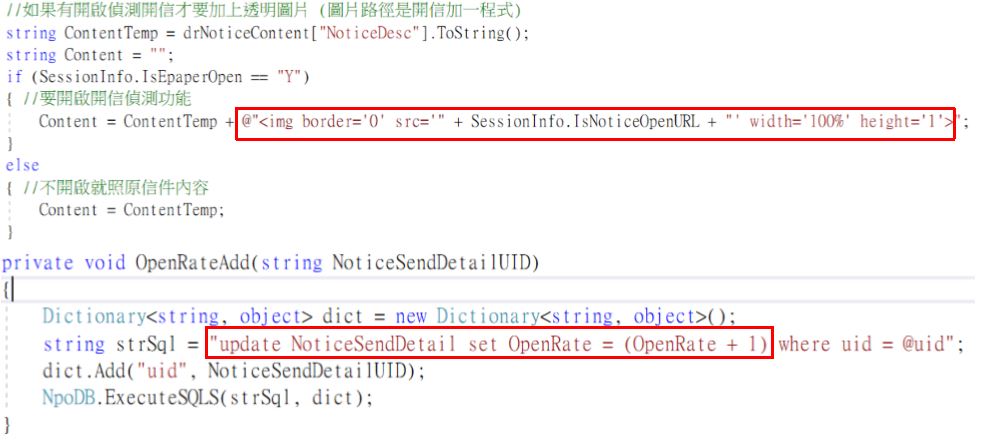 //如果有開啟偵測開信才要加上透明圖片 (圖片路徑是開信加一程式)
string ContentTemp = drNoticeContent["NoticeDesc"].ToString();
string Content = "";
if (SessionInfo.IsEpaperOpen == "Y")
{ //要開啟開信偵測功能
Content = ContentTemp + @"<img border='0' src='" + SessionInfo.IsNoticeOpenURL + "' width='100%' height='1'>";
}
else
{ //不開啟就照原信件內容
Content = ContentTemp;
}
private void OpenRateAdd(string NoticeSendDetailUID)
{
Dictionary<string, object> dict = new Dictionary<string, object>();
string strSql = "update NoticeSendDetail set OpenRate = (OpenRate + 1) where uid = @uid";
dict.Add("uid", NoticeSendDetailUID);
NpoDB.ExecuteSQLS(strSql, dict);
}